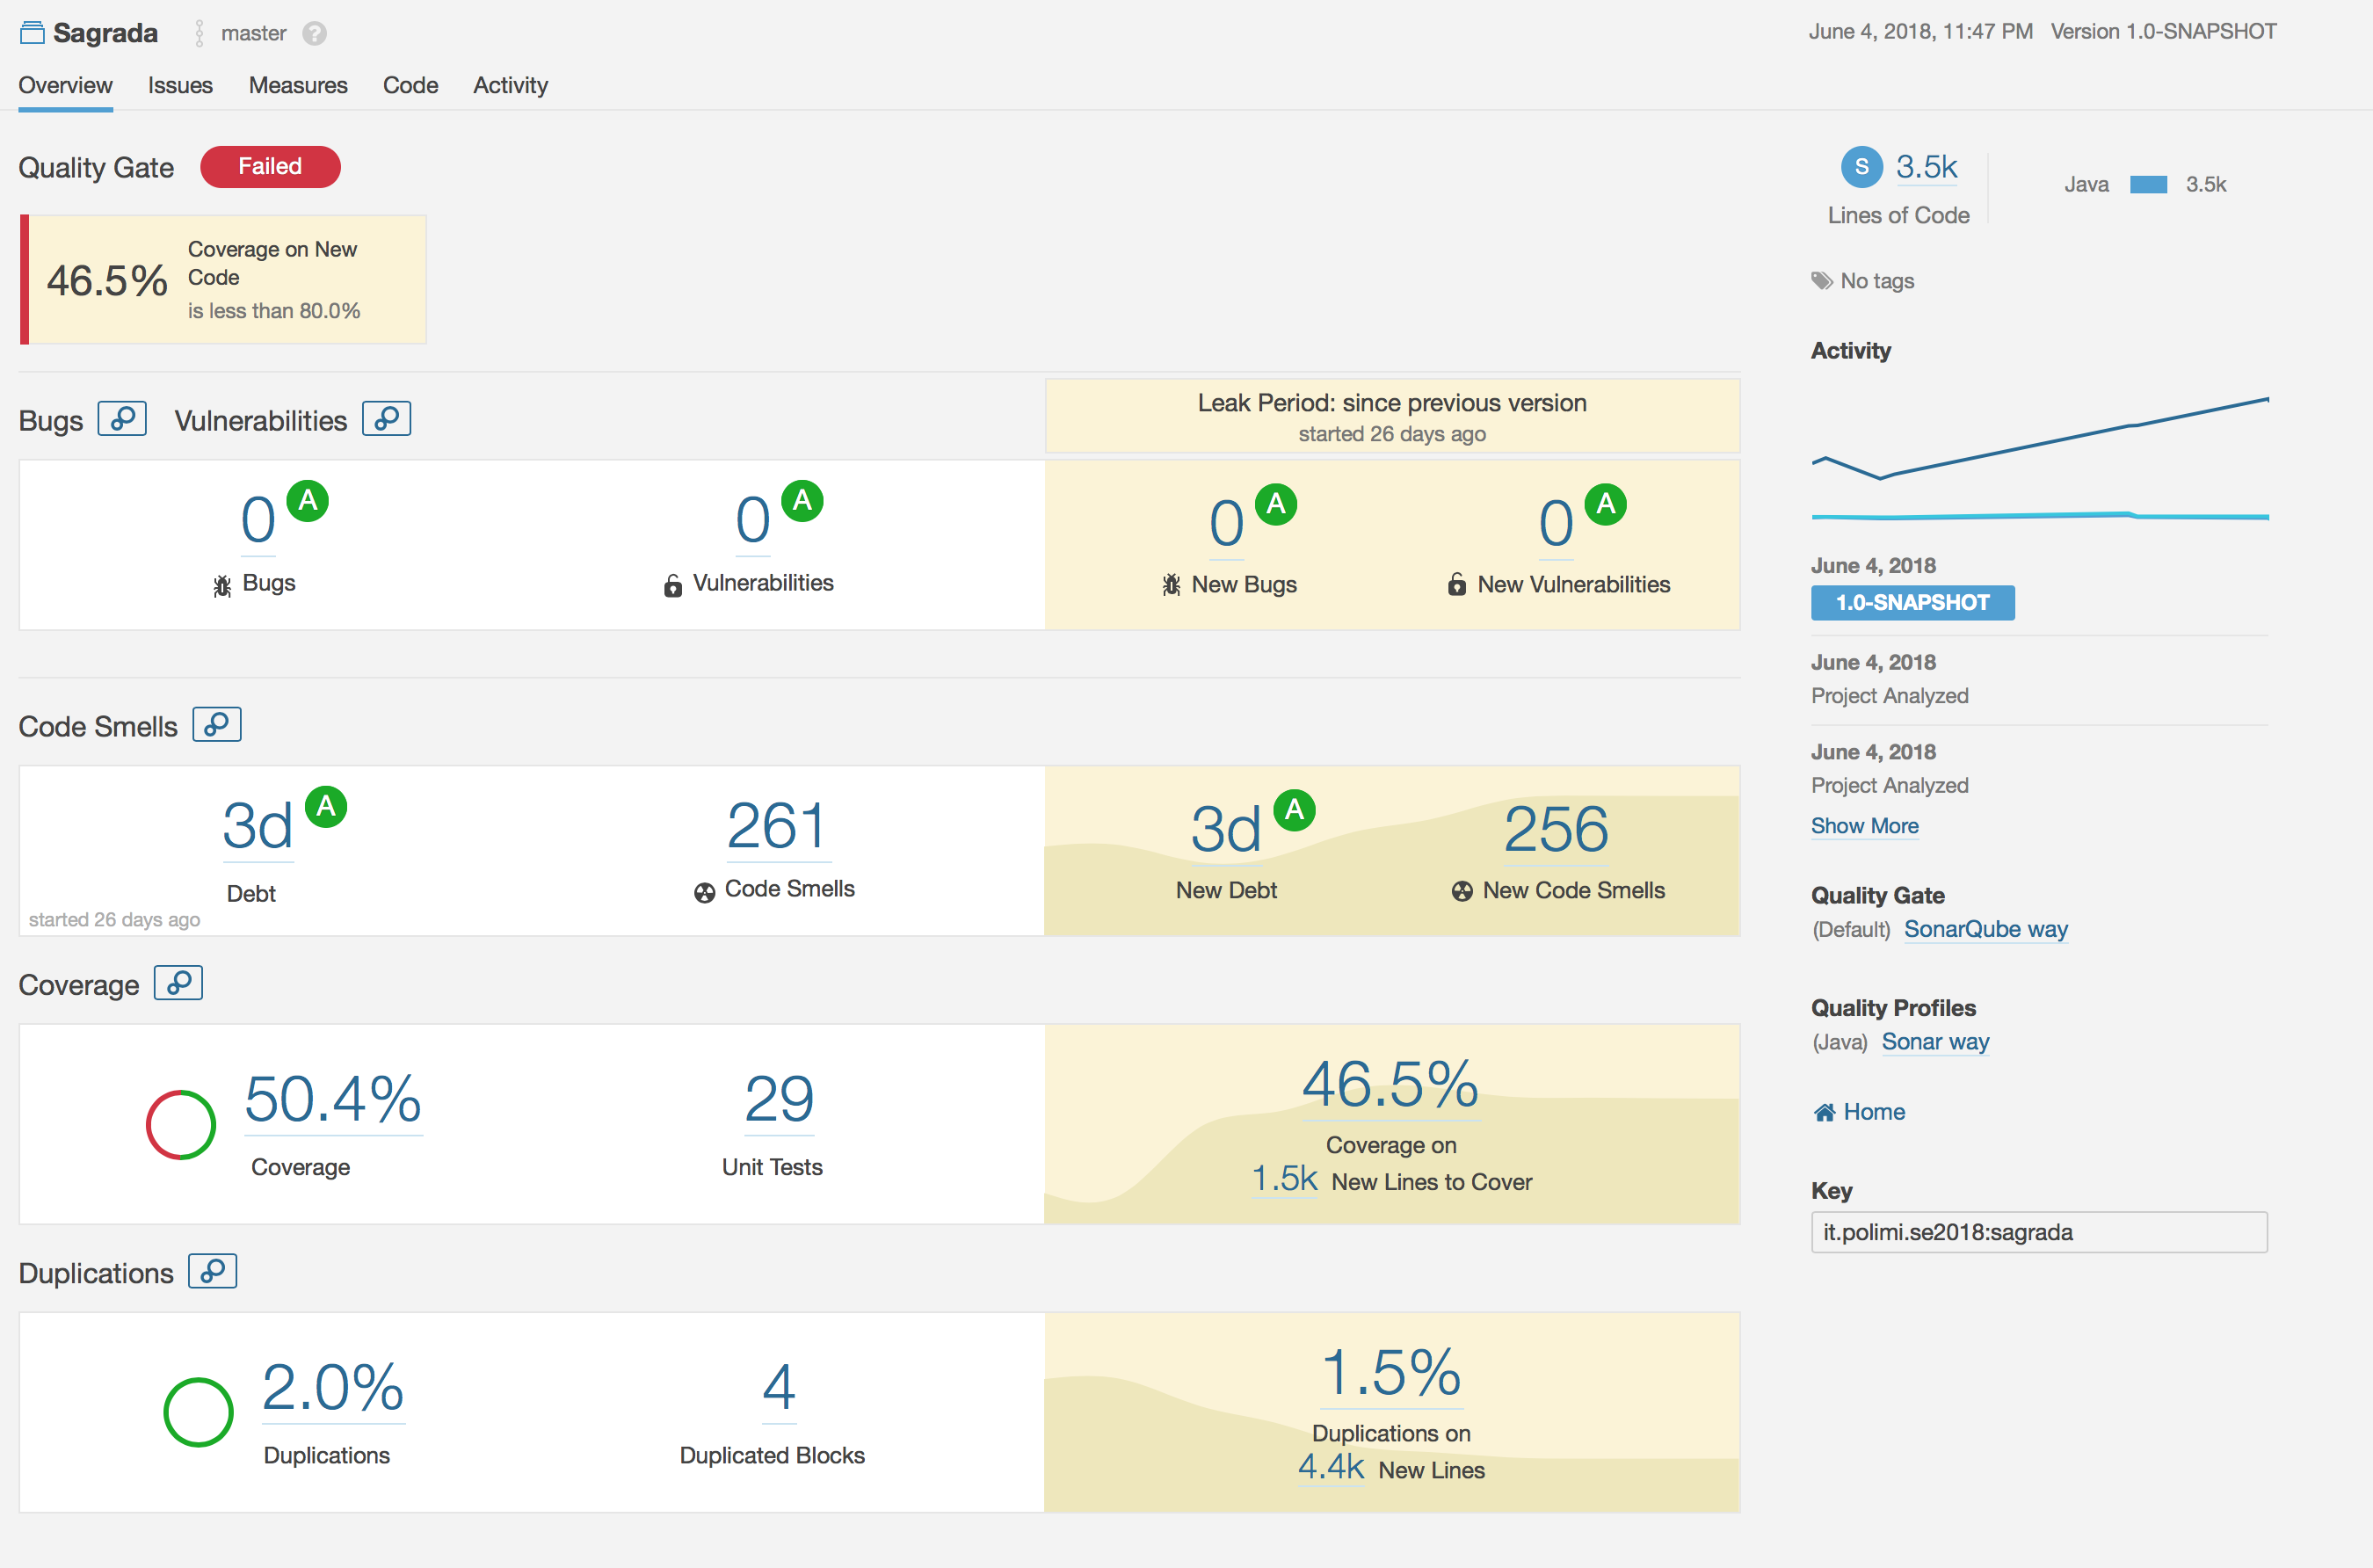 Sagrada master ?
June 4, 2018, 11:47 PM Version 1.0-SNAPSHOT
Overview Issues Measures Code Activity
Quality Gate Failed
46.5%
Coverage on New
Code
is less than 80.0%
Bugs Vulnerabilities
Leak Period: since previous version
started 26 days ago
0 A
Bugs
0 A
Vulnerabilities
0 A
New Bugs
0 A
New Vulnerabilities
Code Smells
3d A
Debt
started 26 days ago
261
Code Smells
3d A
New Debt
256
New Code Smells
Coverage
50.4%
Coverage
29
Unit Tests
46.5%
Coverage on
1.5k New Lines to Cover
Duplications
2.0%
Duplications
4
Duplicated Blocks
1.5%
Duplications on
4.4k New Lines
S 3.5k
Lines of Code
Java 3.5k
No tags
Activity
June 4, 2018
1.0-SNAPSHOT
June 4, 2018
Project Analyzed
June 4, 2018
Project Analyzed
Show More
Quality Gate
(Default) SonarQube way
Quality Profiles
(Java) Sonar way
Home
Key
it.polimi.se2018:sagrada